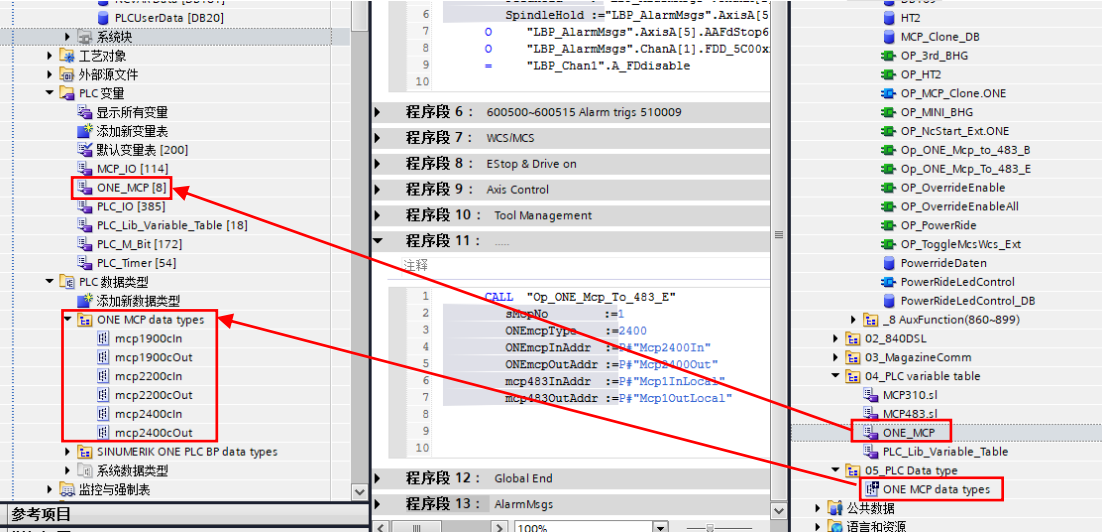 PLCUserData [DB20]
系统块
工艺对象
外部源文件
PLC 变量
显示所有变量
添加新变量表
默认变量表 [200]
MCP_IO [114]
ONE_MCP [8]
PLC_IO [385]
PLC_Lib_Variable_Table [18]
PLC_M_Bit [172]
PLC_Timer [54]
PLC 数据类型
添加新数据类型
ONE MCP data types
mcp1900cIn
mcp1900cOut
mcp2200cIn
mcp2200cOut
mcp2400cIn
mcp2400cOut
SINUMERIK ONE PLC BP data types
系统数据类型
监控与强制表
参考项目
6 SpindleHold :="LBP_AlarmMsgs".AxisA[5
7 O "LBP_AlarmMsgs".AxisA[5].AAFdStop6
8 O "LBP_AlarmMsgs".ChanA[1].FDD_5C00x
9 = "LBP_Chan1".A_FDdisable
10
程序段 6： 600500~600515 Alarm trigs 510009
程序段 7： WCS/MCS
程序段 8： EStop & Drive on
程序段 9： Axis Control
程序段 10： Tool Management
程序段 11： .....
注释
1 CALL "Op_ONE_Mcp_To_483_E"
2 sMcpNo :=1
3 ONEmcpType :=2400
4 ONEmcpInAddr :=P#"Mcp2400In"
5 ONEmcpOutAddr :=P#"Mcp2400Out"
6 mcp483InAddr :=P#"Mcp1InLocal"
7 mcp483OutAddr :=P#"Mcp1OutLocal"
8
9
10
程序段 12： Global End
程序段 13： AlarmMsgs
100%
HT2
MCP_Clone_DB
OP_3rd_BHG
OP_HT2
OP_MCP_Clone.ONE
OP_MINI_BHG
OP_NcStart_Ext.ONE
Op_ONE_Mcp_to_483_B
Op_ONE_Mcp_To_483_E
OP_OverrideEnable
OP_OverrideEnableAll
OP_PowerRide
OP_ToggleMcsWcs_Ext
PowerrideDaten
PowerRideLedControl
PowerRideLedControl_DB
_8 AuxFunction(860~899)
02_840DSL
03_MagazineComm
04_PLC variable table
MCP310.sl
MCP483.sl
ONE_MCP
PLC_Lib_Variable_Table
05_PLC Data type
ONE MCP data types
公共数据
语言和资源